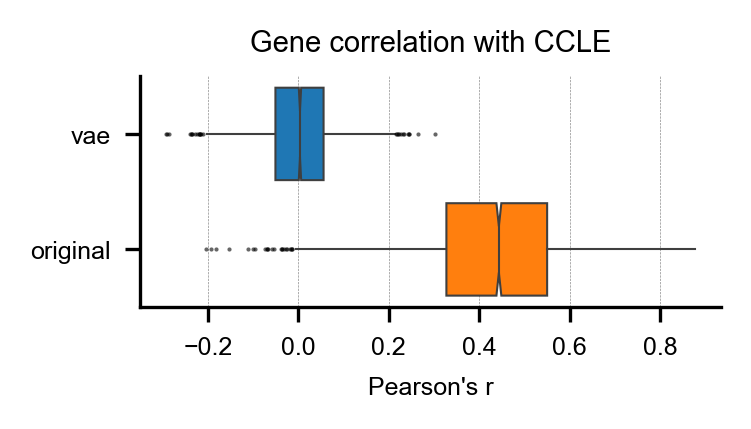 Gene correlation with CCLE
vae
original
−0.2 0.0 0.2 0.4 0.6 0.8
Pearson's r